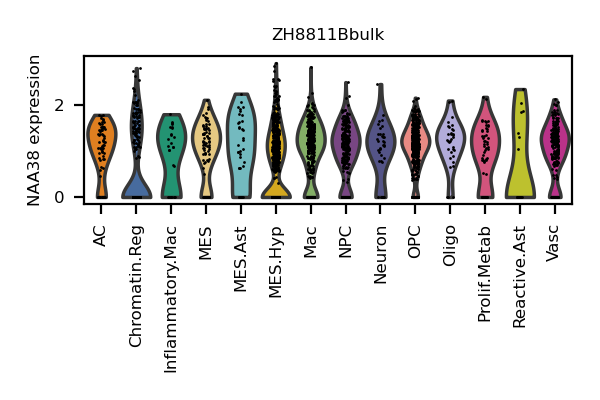 ZH8811Bbulk
NAA38 expression
2
0
AC
Chromatin.Reg
Inflammatory.Mac
MES
MES.Ast
MES.Hyp
Mac
NPC
Neuron
OPC
Oligo
Prolif.Metab
Reactive.Ast
Vasc